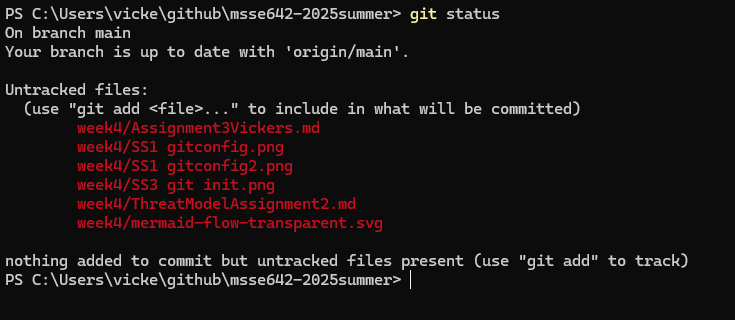 PS C:\Users\vicke\github\msse642-2025summer> git status
On branch main
Your branch is up to date with 'origin/main'.
Untracked files:
(use "git add <file>..." to include in what will be committed)
week4/Assignment3Vickers.md
week4/SS1 gitconfig.png
week4/SS1 gitconfig2.png
week4/SS3 git init.png
week4/ThreatModelAssignment2.md
week4/mermaid-flow-transparent.svg
nothing added to commit but untracked files present (use "git add" to track)
PS C:\Users\vicke\github\msse642-2025summer>